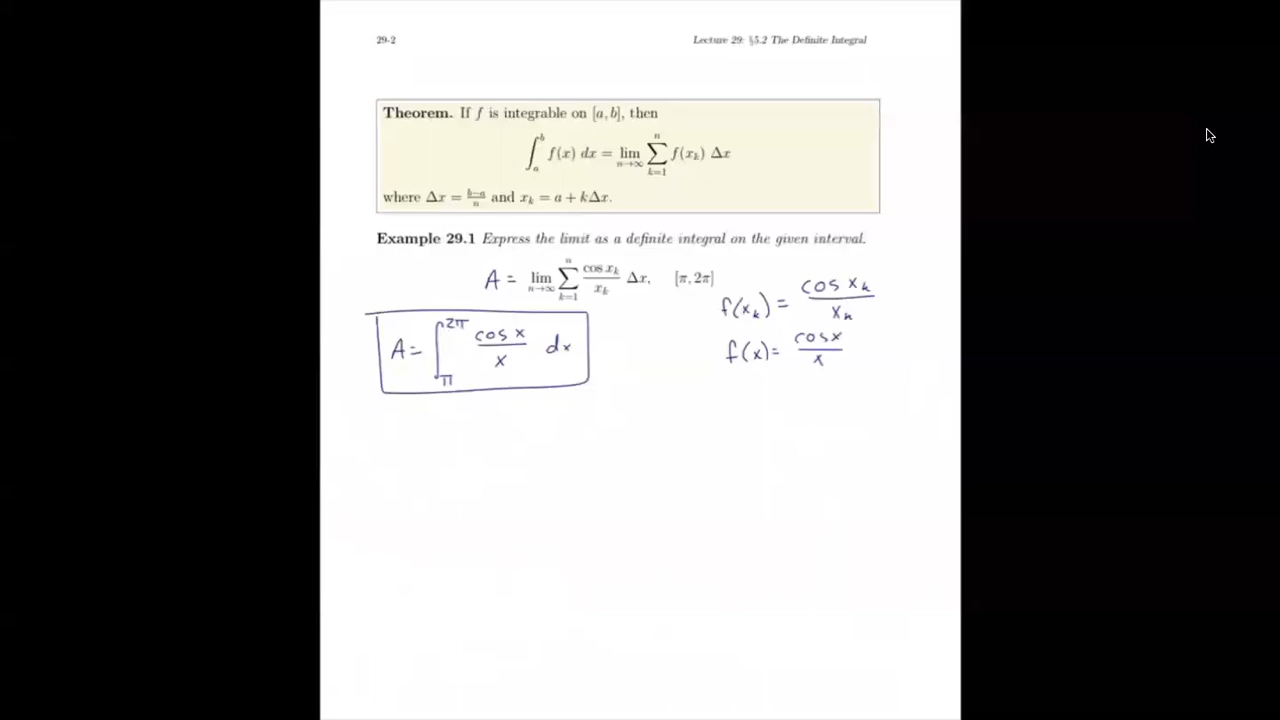 29-2 Lecture 29: §5.2 The Definite Integral
Theorem. If f is integrable on [a, b], then
∫_a^b f(x) dx = lim_{n→∞} ∑_{k=1}^n f(x_k) Δx
where Δx = (b−a)/n and x_k = a + kΔx.
Example 29.1 Express the limit as a definite integral on the given interval.
A = lim_{n→∞} ∑_{k=1}^n (cos x_k)/(x_k) Δx, [π, 2π]
f(x_k) = (cos x_k)/(x_k)
A = ∫_π^{2π} (cos x)/x dx
f(x) = (cos x)/x